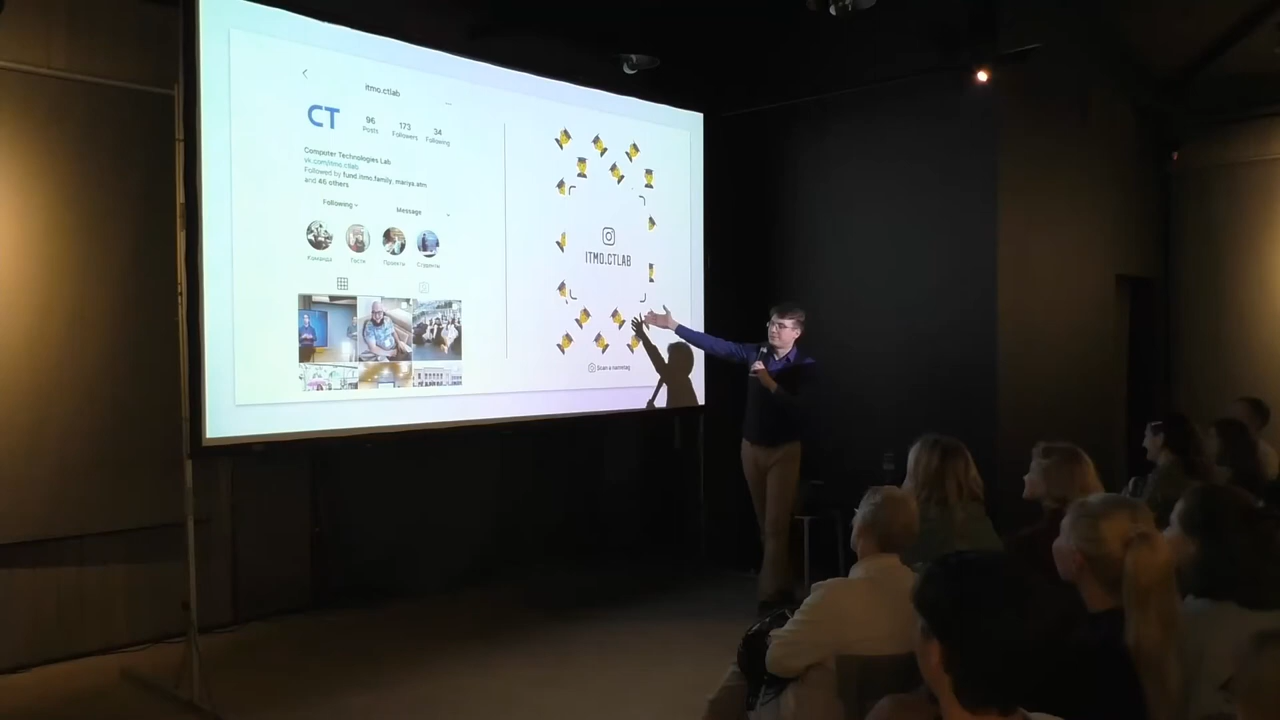 itmo.ctlab
CT
96 173 34
Posts Followers Following
Computer Technologies Lab
vk.com/itmo.ctlab
Followed by fund.itmo.family, mariya.atm
and 46 others
Following Message
Команда Гости Проекты Студенты
ITMO.CTLAB
Scan a nametag